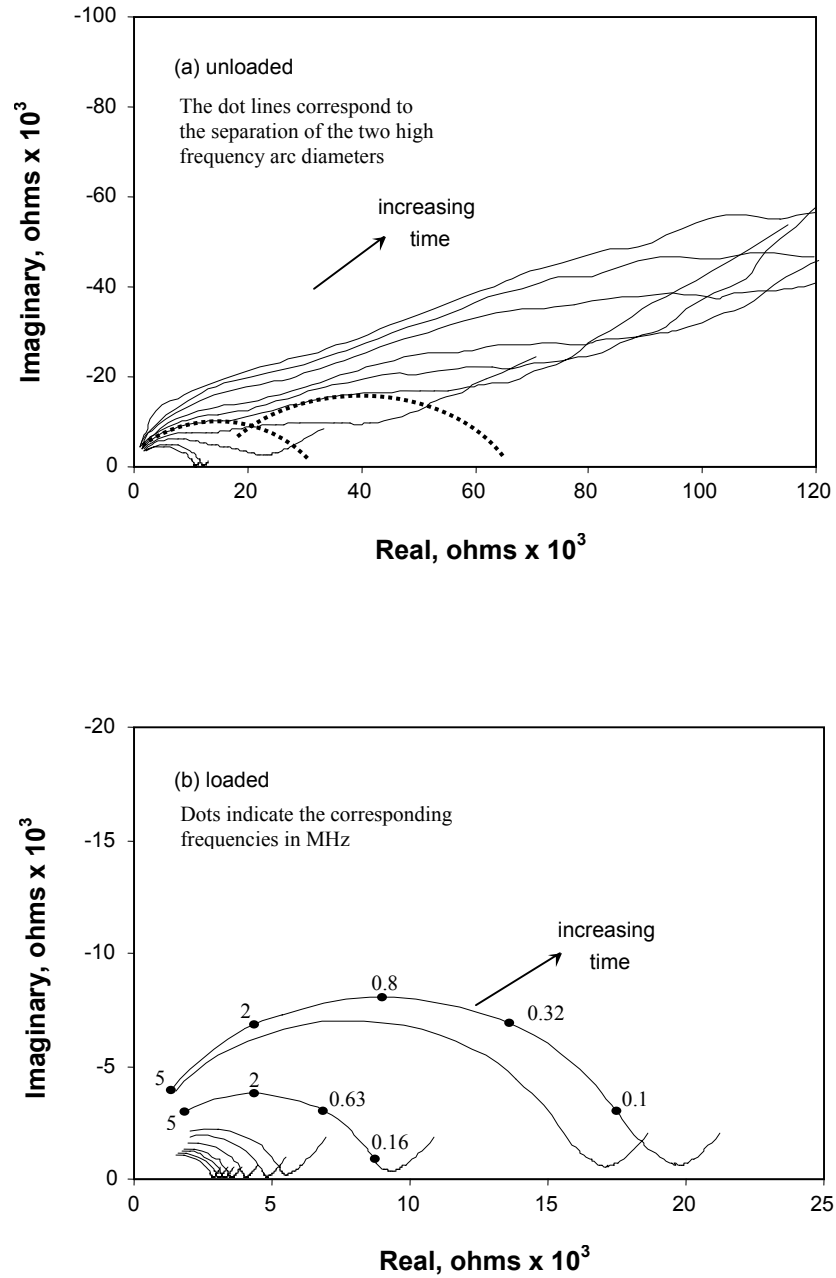 -100
-80
-60
-40
-20
0
Imaginary, ohms x 10³
(a) unloaded
The dot lines correspond to
the separation of the two high
frequency arc diameters
increasing
time
0 20 40 60 80 100 120
Real, ohms x 10³
-20
-15
-10
-5
0
Imaginary, ohms x 10³
(b) loaded
Dots indicate the corresponding
frequencies in MHz
increasing
time
0.8
2
0.32
5
2
0.63
0.1
5
0.16
0 5 10 15 20 25
Real, ohms x 10³